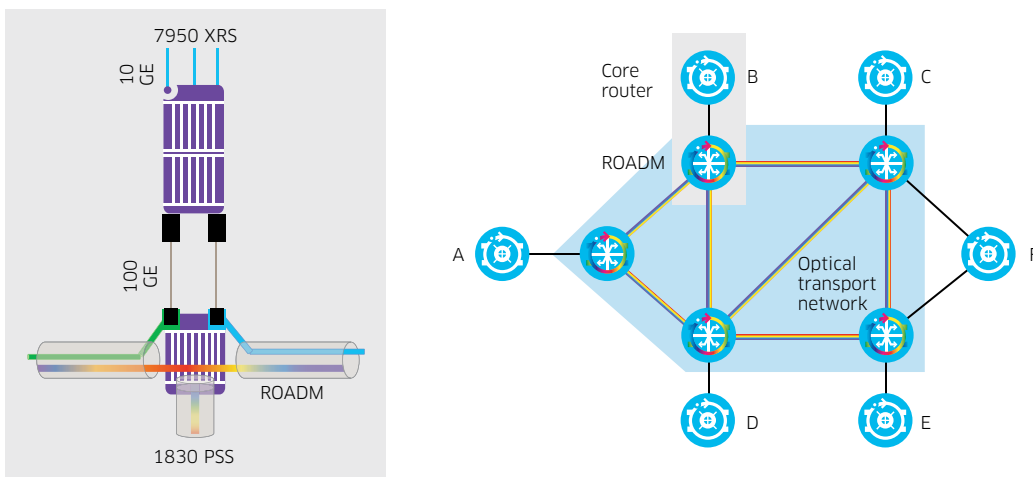 7950 XRS
10
GE
100
GE
ROADM
1830 PSS
Core
router
B
C
ROADM
A
Optical
transport
network
F
D
E